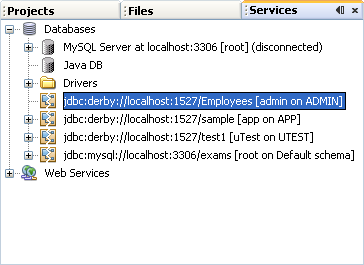 Projects Files Services
Databases
MySQL Server at localhost:3306 [root] (disconnected)
Java DB
Drivers
jdbc:derby://localhost:1527/Employees [admin on ADMIN]
jdbc:derby://localhost:1527/sample [app on APP]
jdbc:derby://localhost:1527/test1 [uTest on UTEST]
jdbc:mysql://localhost:3306/exams [root on Default schema]
Web Services